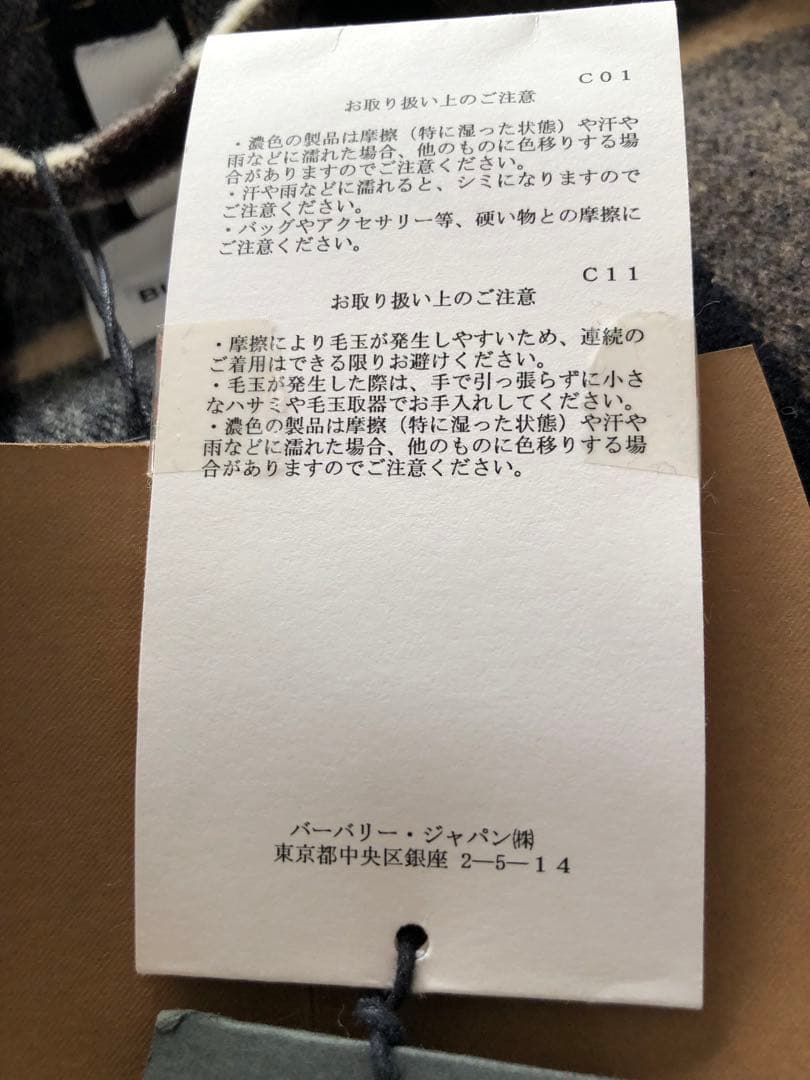 C01
お取り扱い上のご注意
・濃色の製品は摩擦（特に湿った状態）や汗や
雨などに濡れた場合、他のものに色移りする場
合がありますのでご注意ください。
・汗や雨などに濡れると、シミになりますので
ご注意ください。
・バッグやアクセサリー等、硬い物との摩擦に
ご注意ください。
C11
お取り扱い上のご注意
・摩擦により毛玉が発生しやすいため、連続の
ご着用はできる限りお避けください。
・毛玉が発生した際は、手で引っ張らずに小さ
なハサミや毛玉取器でお手入れしてください。
・濃色の製品は摩擦（特に湿った状態）や汗や
雨などに濡れた場合、他のものに色移りする場
合がありますのでご注意ください。
バーバリー・ジャパン㈱
東京都中央区銀座 2—5—14